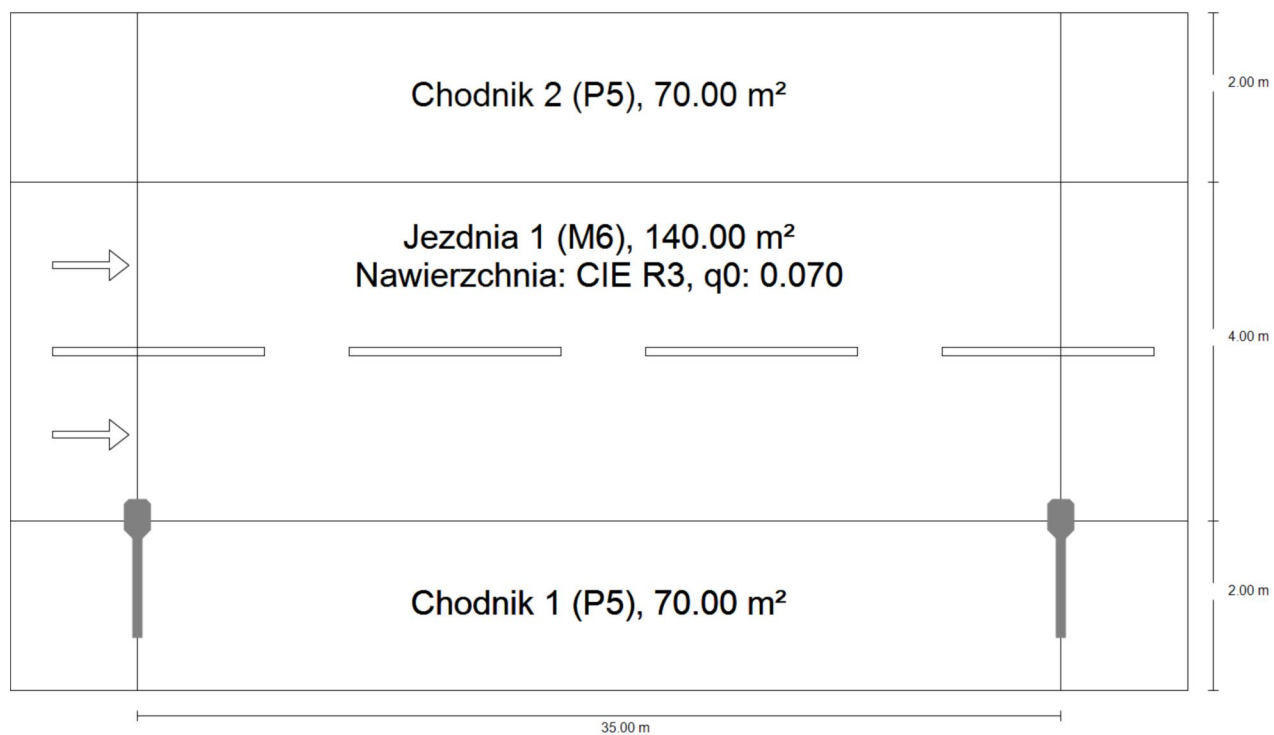 Chodnik 2 (P5), 70.00 m²
2.00 m
Jezdnia 1 (M6), 140.00 m²
Nawierzchnia: CIE R3, q0: 0.070
4.00 m
Chodnik 1 (P5), 70.00 m²
2.00 m
35.00 m